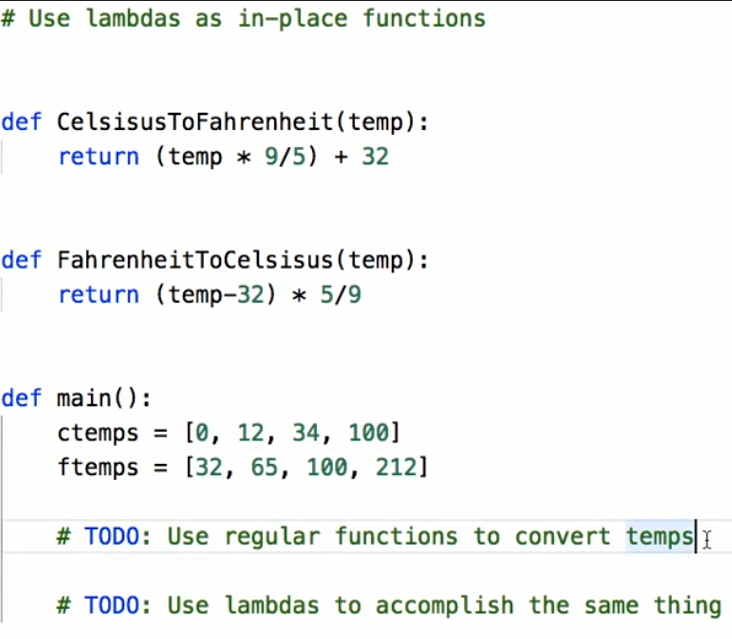 # Use lambdas as in-place functions
def CelsisusToFahrenheit(temp):
return (temp * 9/5) + 32
def FahrenheitToCelsisus(temp):
return (temp-32) * 5/9
def main():
ctemps = [0, 12, 34, 100]
ftemps = [32, 65, 100, 212]
# TODO: Use regular functions to convert temps
# TODO: Use lambdas to accomplish the same thing